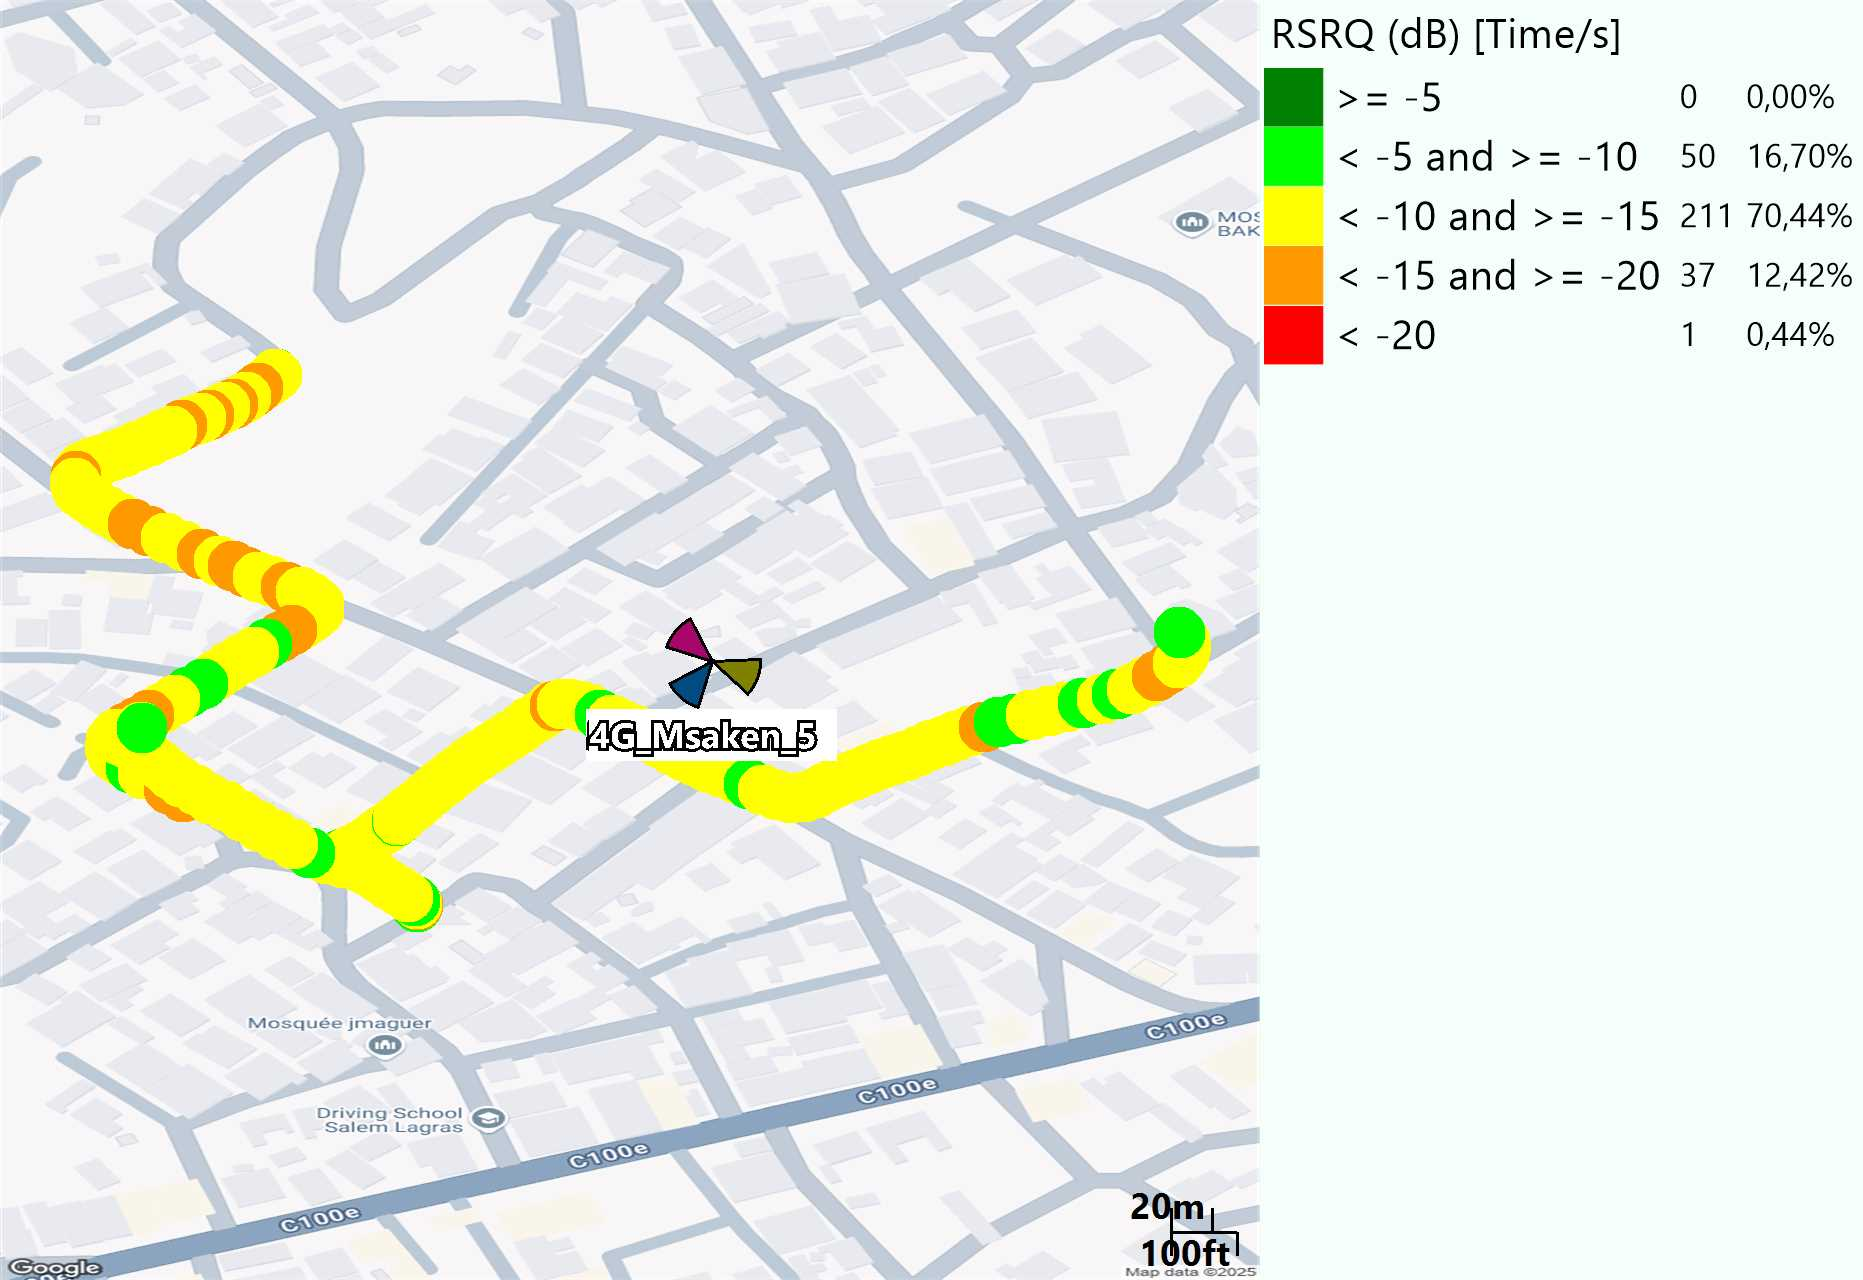 RSRQ (dB) [Time/s]
>= -5 0 0,00%
< -5 and >= -10 50 16,70%
< -10 and >= -15 211 70,44%
< -15 and >= -20 37 12,42%
< -20 1 0,44%
MOS
BAK
4G_Msaken_5
Mosquée jmaguer
C100e
C100e
Driving School
Salem Lagras
C100e
C100e
20m
100ft
Google
Map data ©2025